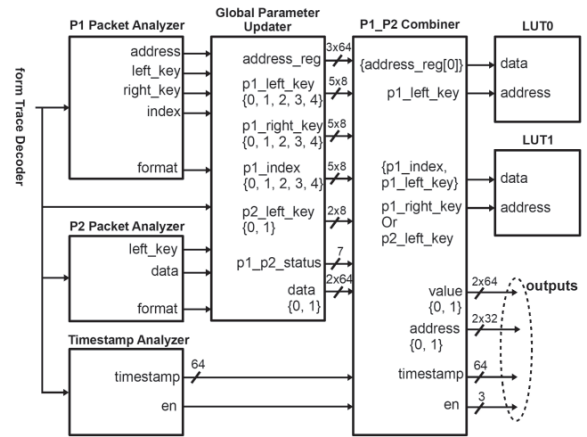 P1 Packet Analyzer
address
left_key
right_key
index
format
form Trace Decoder
P2 Packet Analyzer
left_key
data
format
Timestamp Analyzer
timestamp
64
en
Global Parameter
Updater
address_reg
3x64
p1_left_key
{0, 1, 2, 3, 4}
5x8
p1_right_key
{0, 1, 2, 3, 4}
5x8
p1_index
{0, 1, 2, 3, 4}
5x8
p2_left_key
{0, 1}
2x8
p1_p2_status
7
data
{0, 1}
2x64
P1_P2 Combiner
{address_reg[0]}
p1_left_key
{p1_index,
p1_left_key}
p1_right_key
Or
p2_left_key
value
{0, 1}
2x64
address
{0, 1}
2x32
timestamp
64
en
3
outputs
LUT0
data
address
LUT1
data
address